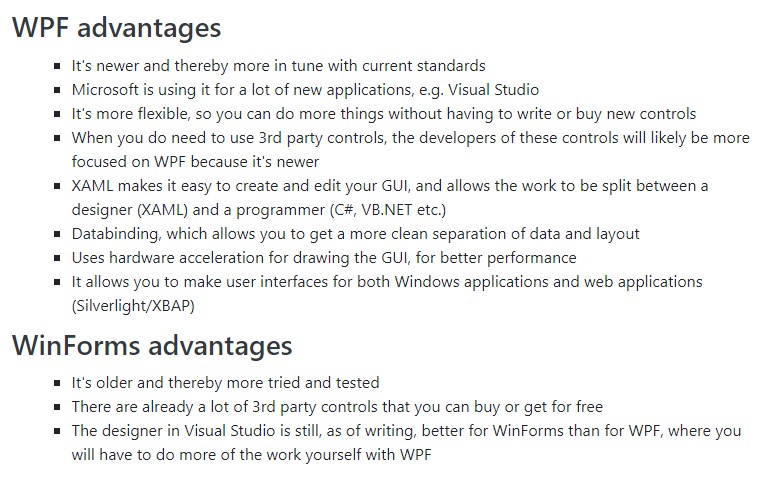 WPF advantages
It's newer and thereby more in tune with current standards
Microsoft is using it for a lot of new applications, e.g. Visual Studio
It's more flexible, so you can do more things without having to write or buy new controls
When you do need to use 3rd party controls, the developers of these controls will likely be more
focused on WPF because it's newer
XAML makes it easy to create and edit your GUI, and allows the work to be split between a
designer (XAML) and a programmer (C#, VB.NET etc.)
Databinding, which allows you to get a more clean separation of data and layout
Uses hardware acceleration for drawing the GUI, for better performance
It allows you to make user interfaces for both Windows applications and web applications
(Silverlight/XBAP)
WinForms advantages
It's older and thereby more tried and tested
There are already a lot of 3rd party controls that you can buy or get for free
The designer in Visual Studio is still, as of writing, better for WinForms than for WPF, where you
will have to do more of the work yourself with WPF